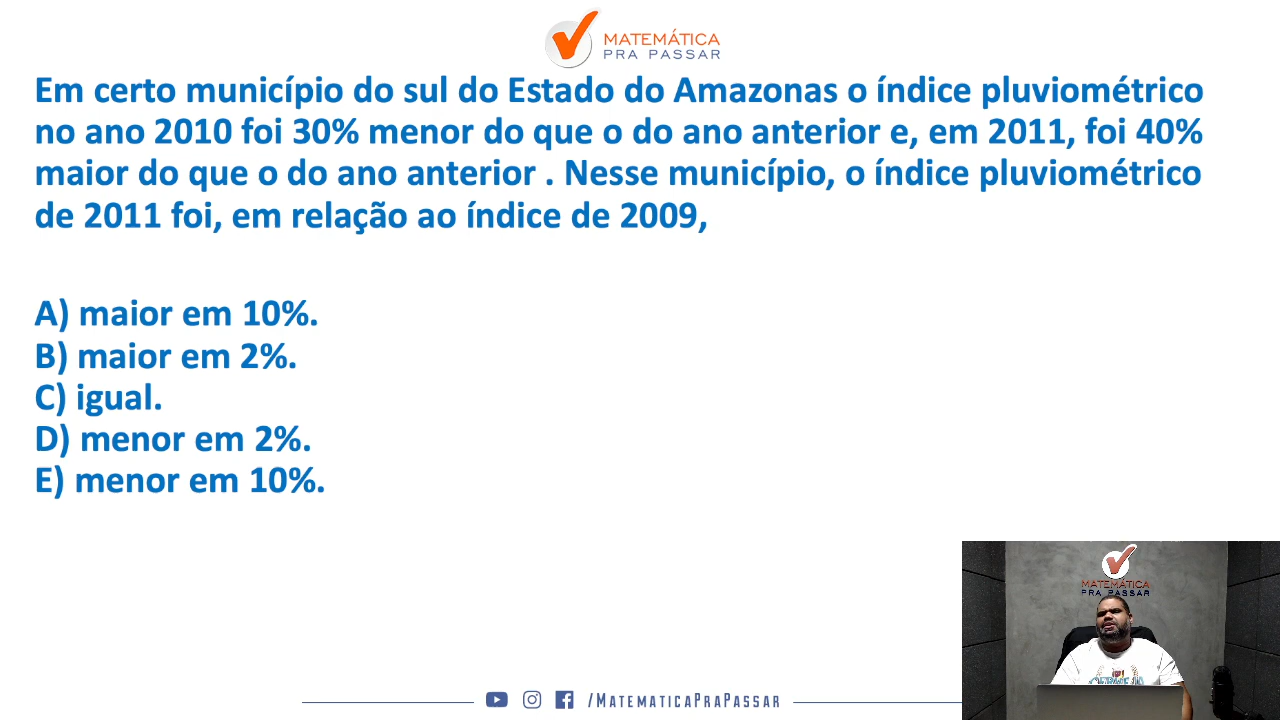 MATEMÁTICA
PRA PASSAR
Em certo município do sul do Estado do Amazonas o índice pluviométrico
no ano 2010 foi 30% menor do que o do ano anterior e, em 2011, foi 40%
maior do que o do ano anterior . Nesse município, o índice pluviométrico
de 2011 foi, em relação ao índice de 2009,
A) maior em 10%.
B) maior em 2%.
C) igual.
D) menor em 2%.
E) menor em 10%.
MATEMÁTICA
PRA PASSAR
/MatematicaPraPassar